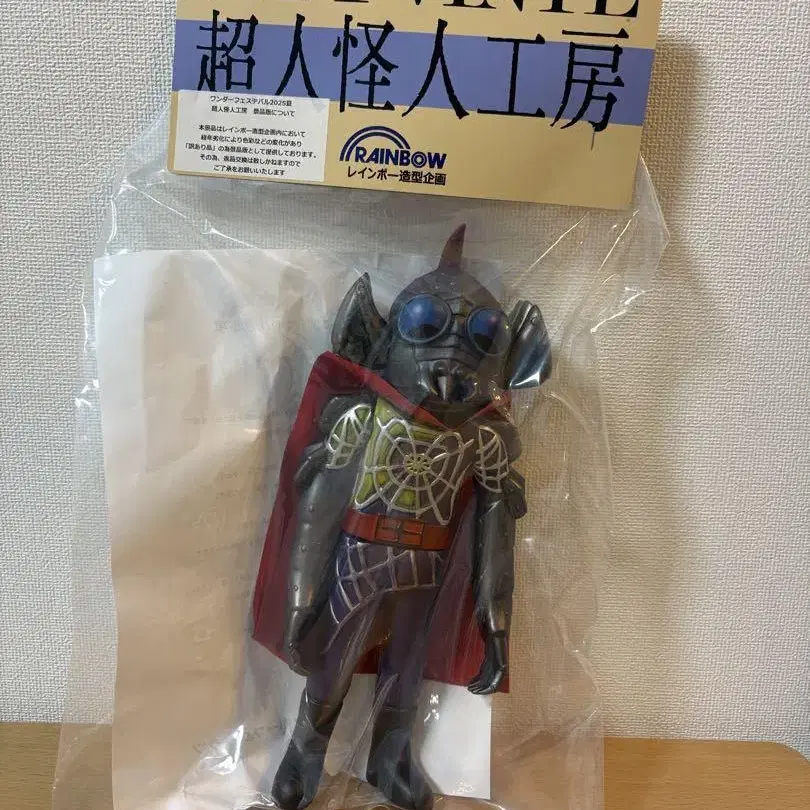 VINYL
超人怪人工房
ワンダーフェスティバル2025夏
超人怪人工房 景品版について
本景品はレインボー造型企画内において
経年劣化により色彩などの変化があり
「訳あり品」の為景品版として提供しております。
その為、返品交換は致しかねますので
ご了承をお願いいたします
RAINBOW
レインボー造型企画